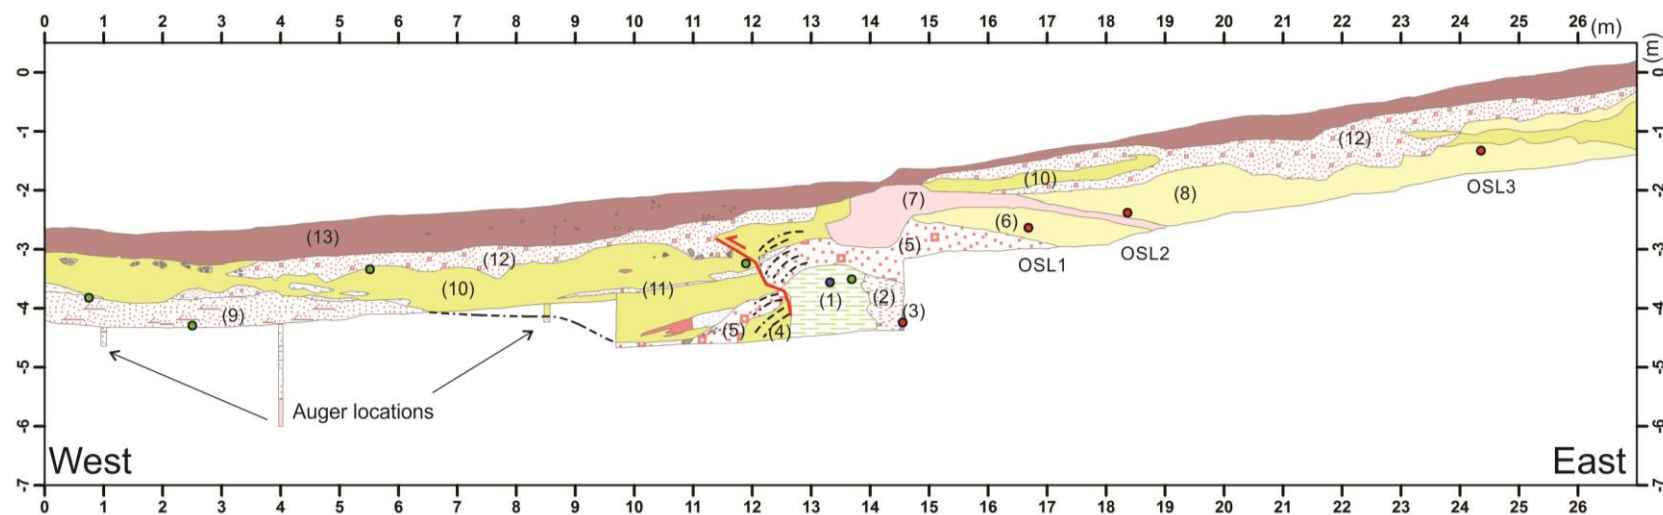 0 1 2 3 4 5 6 7 8 9 10 11 12 13 14 15 16 17 18 19 20 21 22 23 24 25 26
(m)
(m)
0 0
-1 -1
(12)
(10)
(8)
OSL3
-2 -2
(7)
(6)
OSL2
(13)
(5)
OSL1
-3 -3
(12)
(10)
(11)
(1)
(2)
(3)
-4 -4
(9)
(5)
(4)
-5 -5
Auger locations
-6 -6
West East
-7 -7
0 1 2 3 4 5 6 7 8 9 10 11 12 13 14 15 16 17 18 19 20 21 22 23 24 25 26